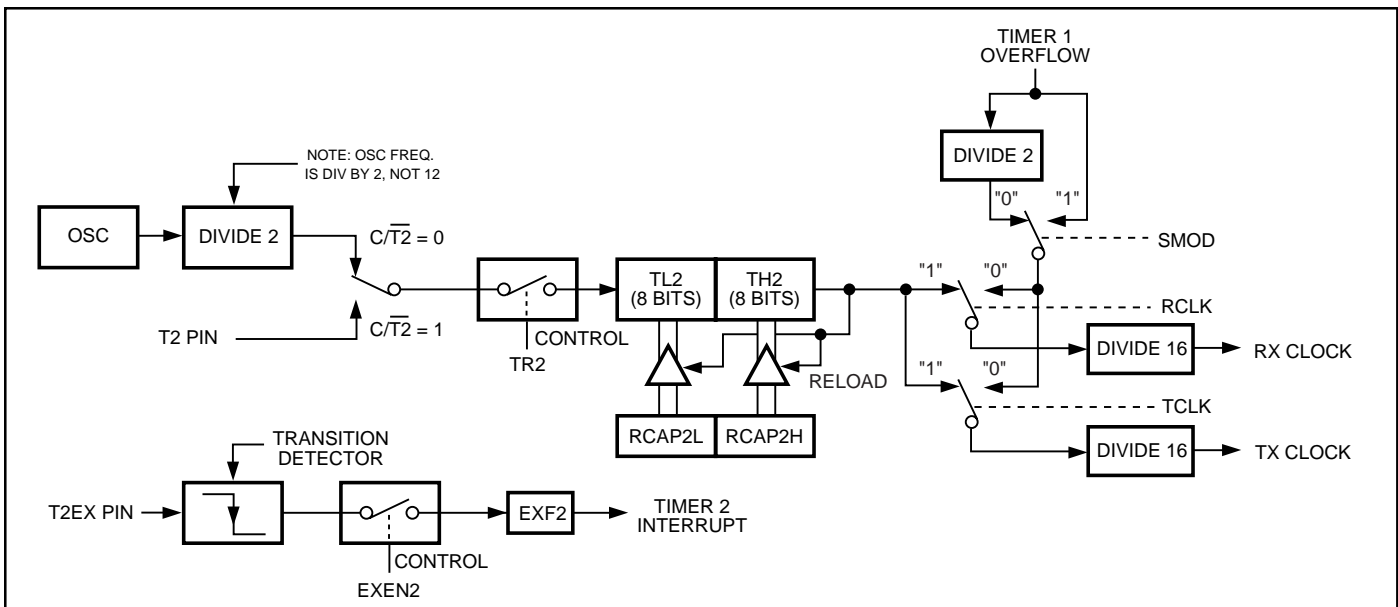 TIMER 1
OVERFLOW
NOTE: OSC FREQ.
IS DIV BY 2, NOT 12
DIVIDE 2
"0"
"1"
OSC
DIVIDE 2
C/T2̅ = 0
SMOD
TL2
(8 BITS)
TH2
(8 BITS)
"1"
"0"
RCLK
T2 PIN
C/T2̅ = 1
CONTROL
TR2
DIVIDE 16
RX CLOCK
RELOAD
"1"
"0"
TCLK
RCAP2L
RCAP2H
TRANSITION
DETECTOR
DIVIDE 16
TX CLOCK
T2EX PIN
EXF2
TIMER 2
INTERRUPT
CONTROL
EXEN2